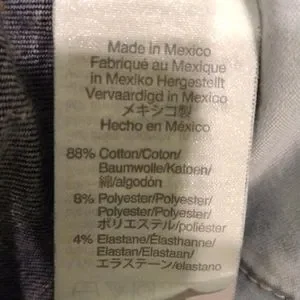 Made in Mexico
Fabriqué au Mexique
in Mexiko Hergestellt
Vervaardigd in Mexico
メキシコ製
Hecho en México
88% Cotton/Coton/
Baumwolle/Katoen/
綿/algodón
8% Polyester/Polyester/
Polyester/Polyester/
ポリエステル/poliéster
4% Elastane/Élasthanne/
Elastan/Elastaan/
エラステーン/elastano